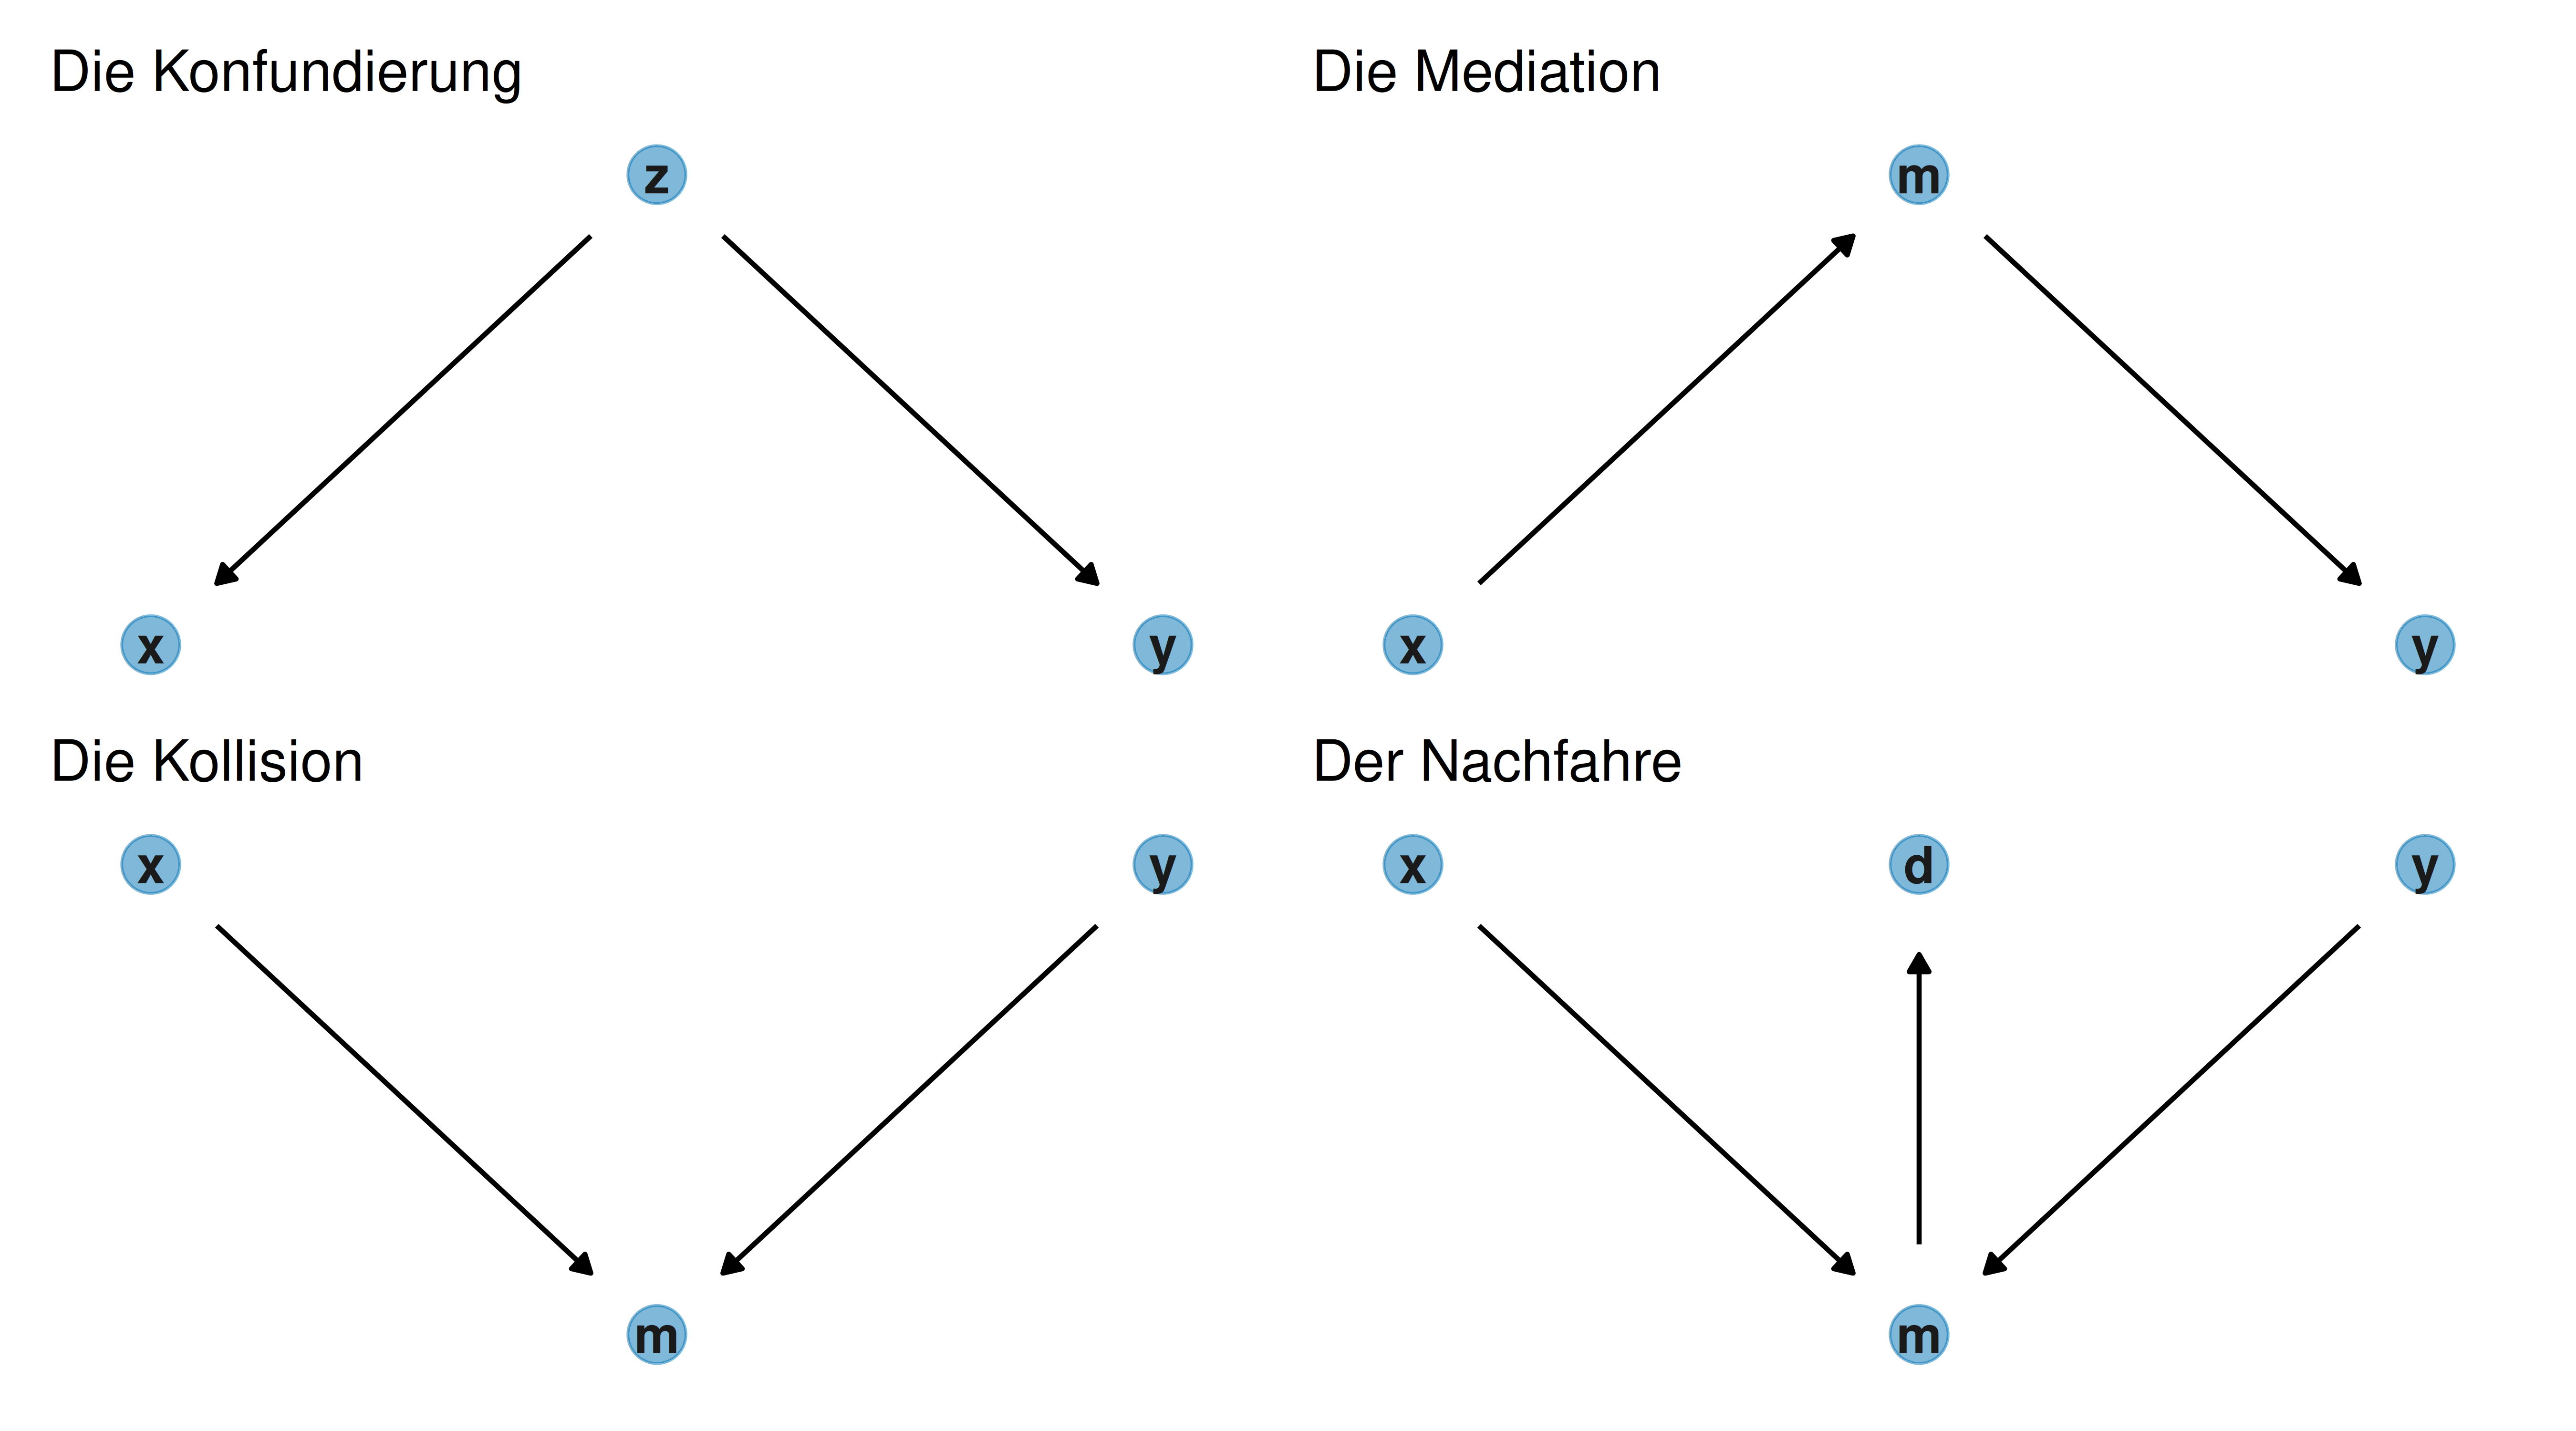 Die Konfundierung
z
x
y
Die Mediation
m
x
y
Die Kollision
x
y
m
Der Nachfahre
x
d
y
m